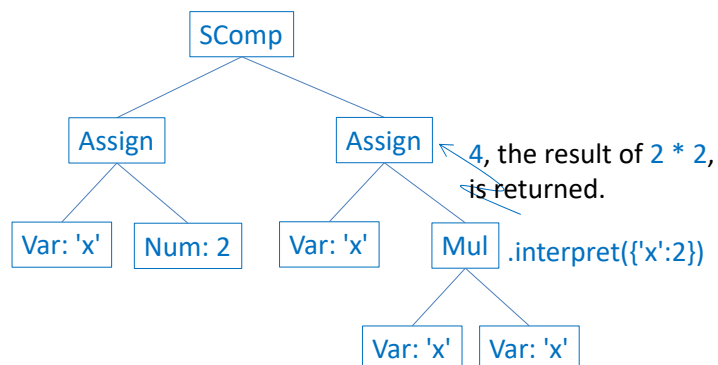 SComp
Assign
Assign
4, the result of 2 * 2,
is returned.
Var: 'x'
Num: 2
Var: 'x'
Mul
.interpret({'x':2})
Var: 'x'
Var: 'x'